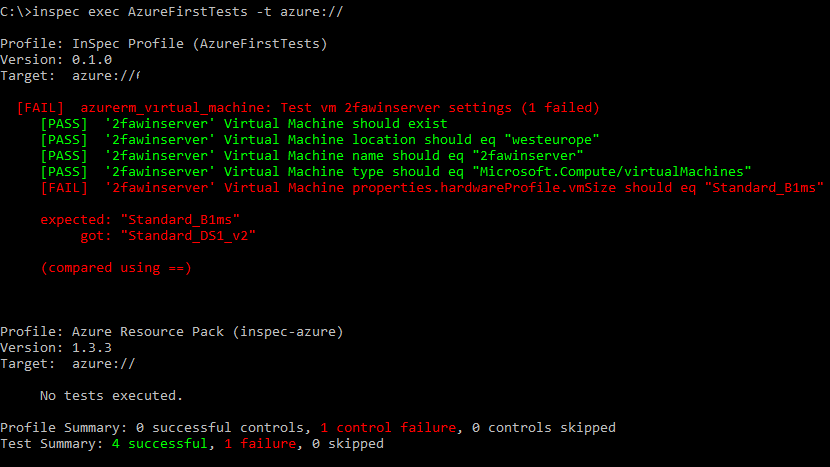 C:\>inspec exec AzureFirstTests -t azure://
Profile: InSpec Profile (AzureFirstTests)
Version: 0.1.0
Target:  azure://
[FAIL]  azurerm_virtual_machine: Test vm 2fawinserver settings (1 failed)
[PASS]  '2fawinserver' Virtual Machine should exist
[PASS]  '2fawinserver' Virtual Machine location should eq "westeurope"
[PASS]  '2fawinserver' Virtual Machine name should eq "2fawinserver"
[PASS]  '2fawinserver' Virtual Machine type should eq "Microsoft.Compute/virtualMachines"
[FAIL]  '2fawinserver' Virtual Machine properties.hardwareProfile.vmSize should eq "Standard_B1ms"
expected: "Standard_B1ms"
got: "Standard_DS1_v2"
(compared using ==)
Profile: Azure Resource Pack (inspec-azure)
Version: 1.3.3
Target:  azure://
No tests executed.
Profile Summary: 0 successful controls, 1 control failure, 0 controls skipped
Test Summary: 4 successful, 1 failure, 0 skipped